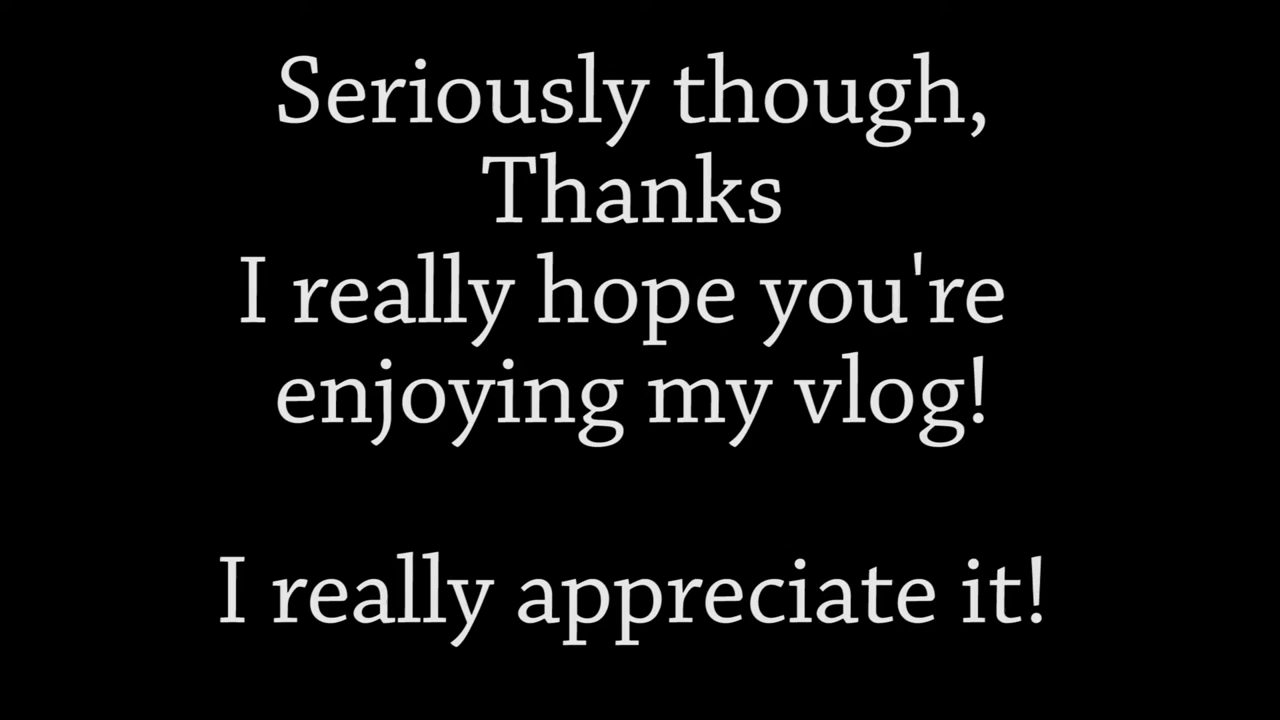 Seriously though,
Thanks
I really hope you're
enjoying my vlog!
I really appreciate it!